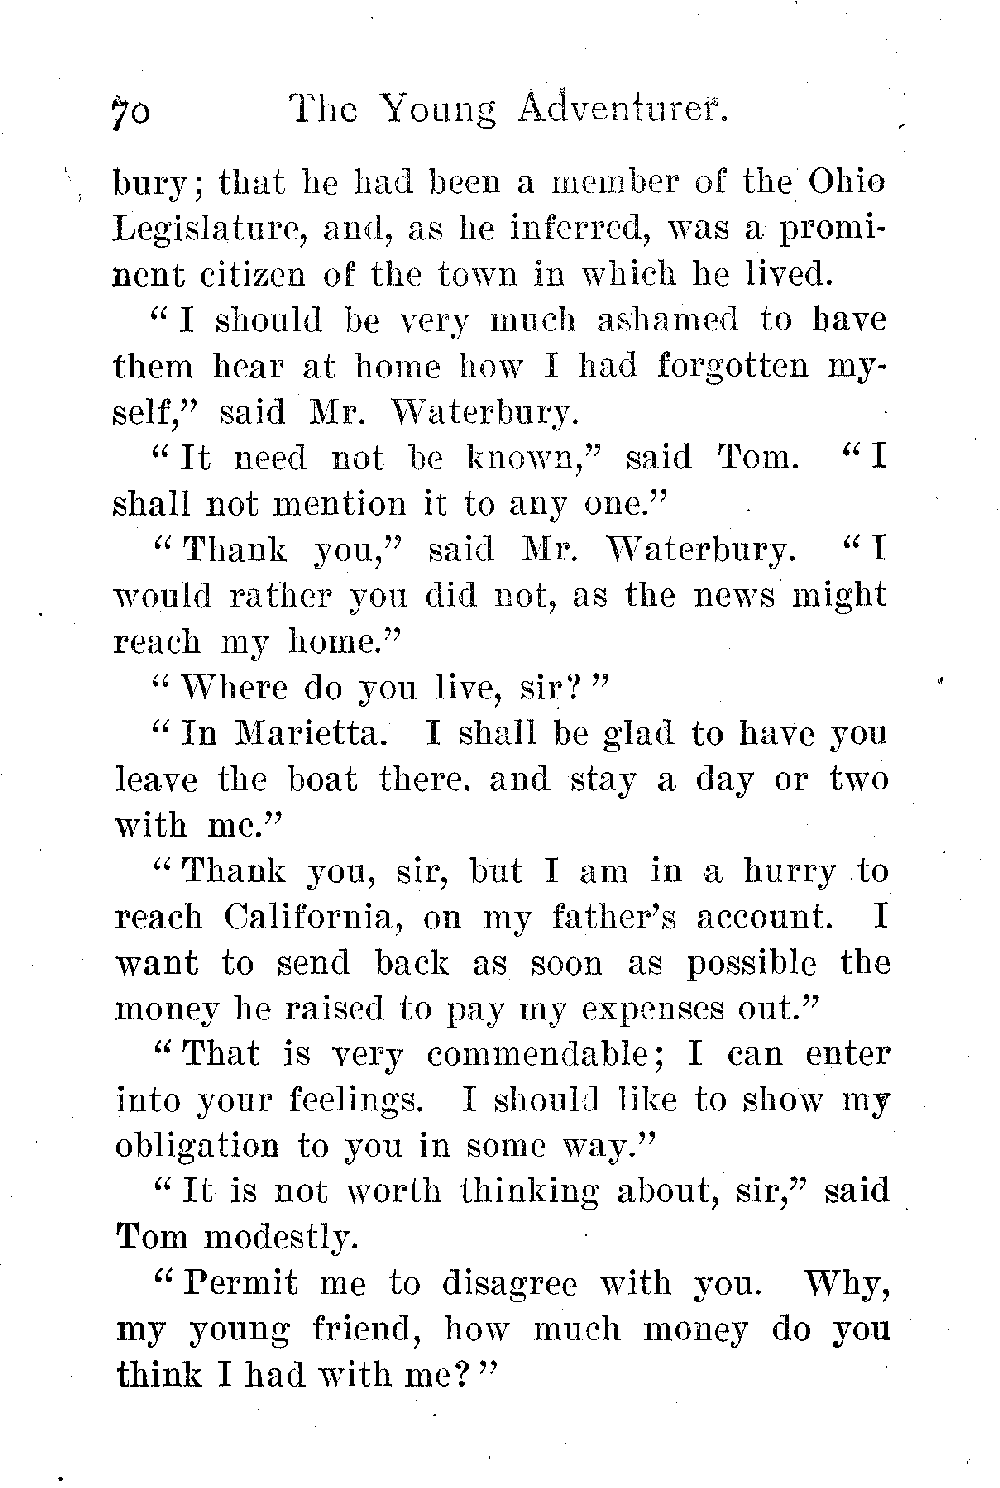 70 The Young Adventurer.
bury; that he had been a member of the Ohio
Legislature, and, as he inferred, was a promi-
nent citizen of the town in which he lived.
“ I should be very much ashamed to have
them hear at home how I had forgotten my-
self,” said Mr. Waterbury.
“ It need not be known,” said Tom. “ I
shall not mention it to any one.”
“ Thank you,” said Mr. Waterbury. “ I
would rather you did not, as the news might
reach my home.”
“ Where do you live, sir? ”
“ In Marietta. I shall be glad to have you
leave the boat there. and stay a day or two
with me.”
“ Thank you, sir, but I am in a hurry to
reach California, on my father’s account. I
want to send back as soon as possible the
money he raised to pay my expenses out.”
“ That is very commendable; I can enter
into your feelings. I should like to show my
obligation to you in some way.”
“ It is not worth thinking about, sir,” said
Tom modestly.
“ Permit me to disagree with you. Why,
my young friend, how much money do you
think I had with me? ”